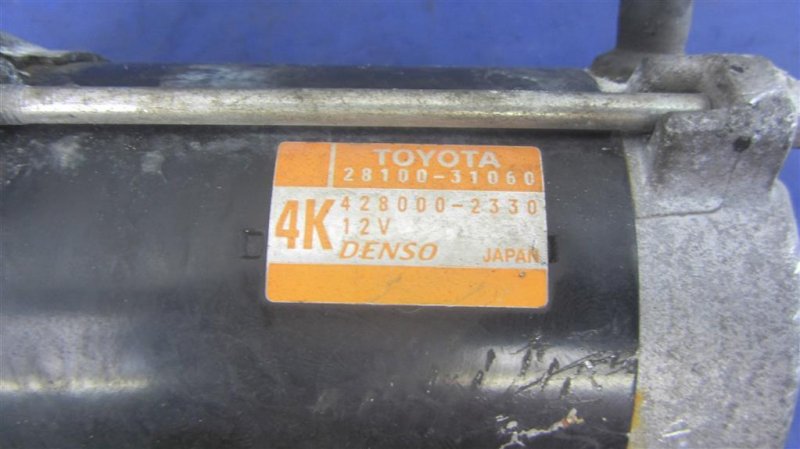 TOYOTA
28100-31060
4K
428000-2330
12V
DENSO JAPAN